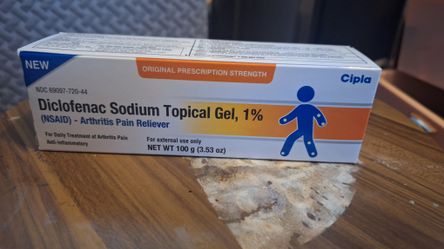 NEW
ORIGINAL PRESCRIPTION STRENGTH
Cipla
NDC 69097-720-44
Diclofenac Sodium Topical Gel, 1%
(NSAID) - Arthritis Pain Reliever
For Daily Treatment of Arthritis Pain
Anti-inflammatory
For external use only
NET WT 100 g (3.53 oz)